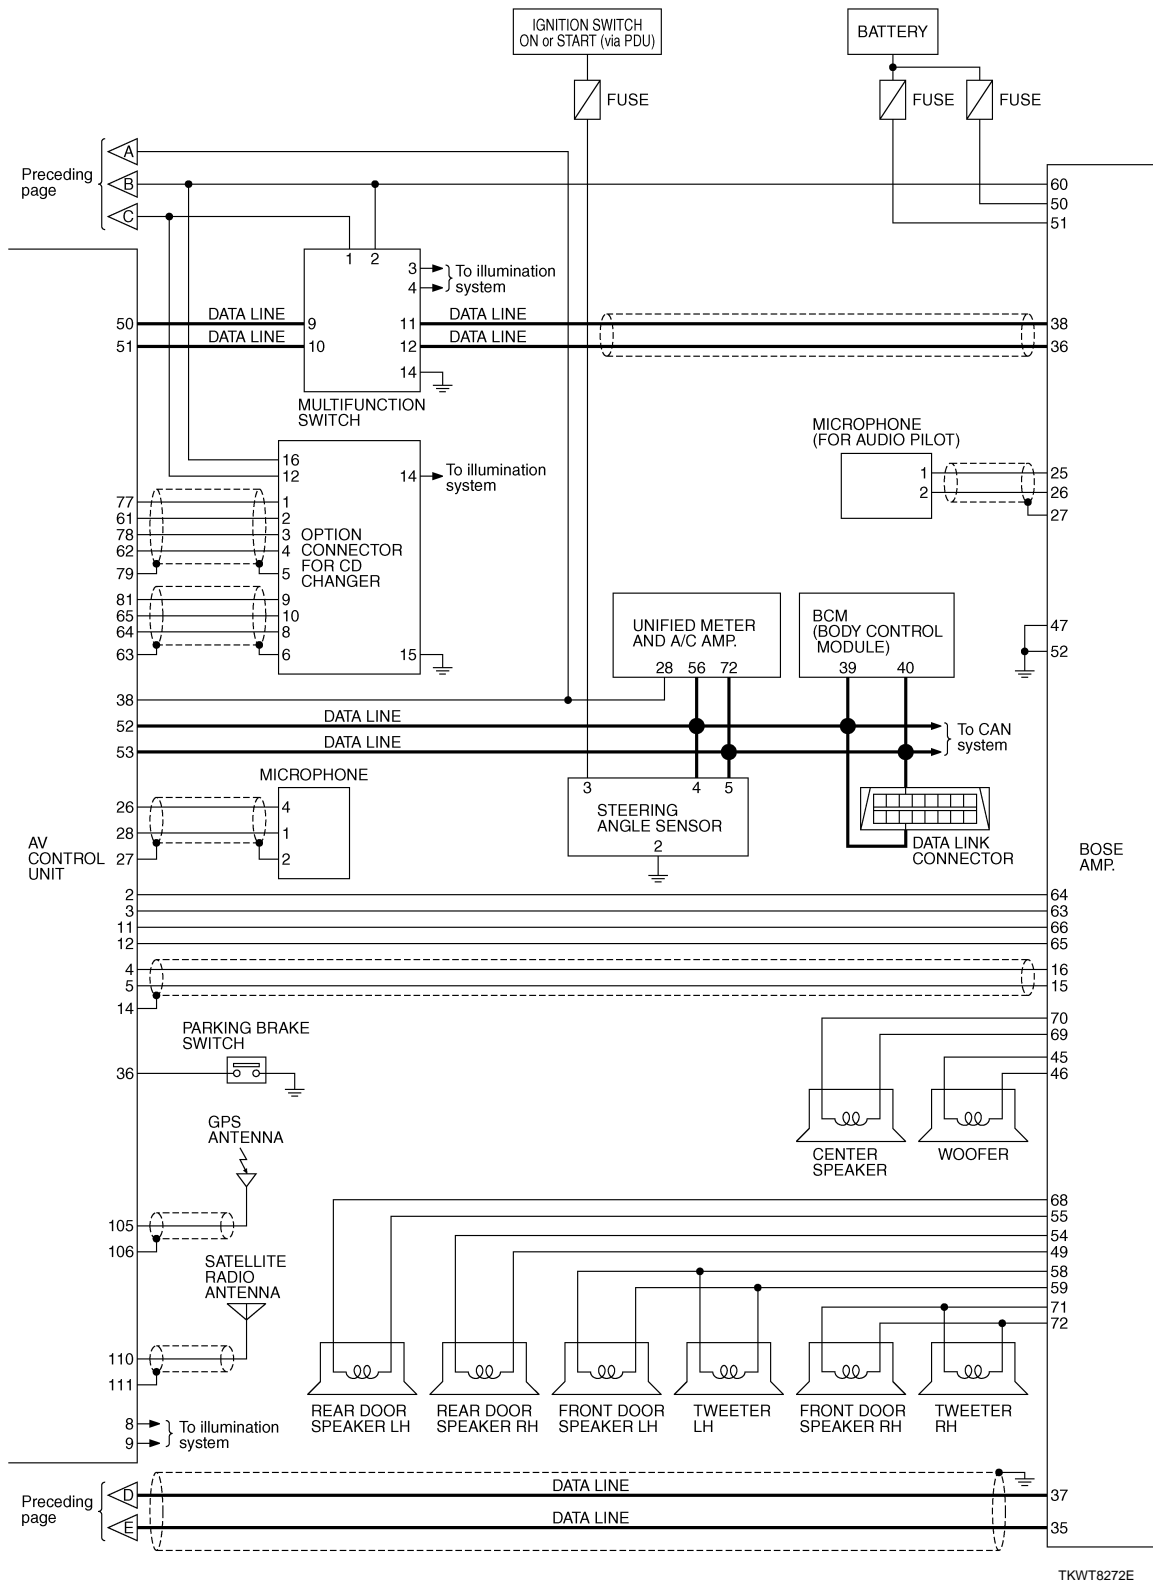 IGNITION SWITCH
ON or START (via PDU)
BATTERY
FUSE
FUSE
FUSE
Preceding
page
A
B
C
60
50
51
1
2
3
4
To illumination
system
50
DATA LINE
9
11
DATA LINE
38
51
DATA LINE
10
12
DATA LINE
36
14
MULTIFUNCTION
SWITCH
MICROPHONE
(FOR AUDIO PILOT)
16
12
14
To illumination
system
1
25
2
26
27
77
1
61
2
78
3
62
4
79
5
OPTION
CONNECTOR
FOR CD
CHANGER
81
9
65
10
64
8
63
6
15
UNIFIED METER
AND A/C AMP.
28
56
72
BCM
(BODY CONTROL
MODULE)
39
40
47
52
38
52
DATA LINE
53
DATA LINE
To CAN
system
MICROPHONE
26
4
28
1
27
2
3
4
5
STEERING
ANGLE SENSOR
2
DATA LINK
CONNECTOR
AV
CONTROL
UNIT
BOSE
AMP.
2
64
3
63
11
66
12
65
4
16
5
15
14
70
69
45
46
PARKING BRAKE
SWITCH
36
CENTER
SPEAKER
WOOFER
GPS
ANTENNA
105
106
SATELLITE
RADIO
ANTENNA
110
111
68
55
54
49
58
59
71
72
REAR DOOR
SPEAKER LH
REAR DOOR
SPEAKER RH
FRONT DOOR
SPEAKER LH
TWEETER
LH
FRONT DOOR
SPEAKER RH
TWEETER
RH
8
9
To illumination
system
Preceding
page
D
DATA LINE
37
E
DATA LINE
35
TKWT8272E